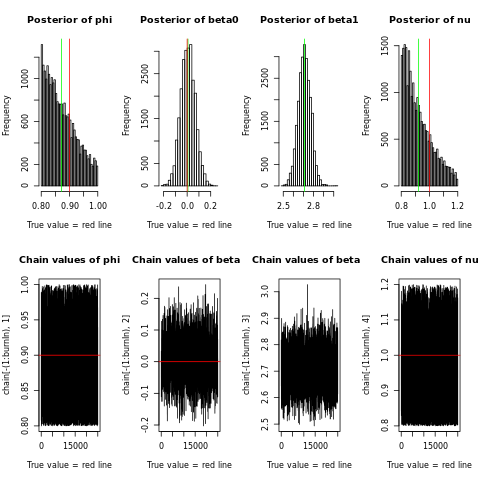 Posterior of phi
Posterior of beta0
Posterior of beta1
Posterior of nu
Frequency
0 200 600 1000
0.80 0.90 1.00
True value = red line
Frequency
0 500 1500 2500
-0.2 0.0 0.2
True value = red line
Frequency
0 500 1500 2500
2.5 2.8
True value = red line
Frequency
0 500 1000 1500
0.8 1.0 1.2
True value = red line
Chain values of phi
Chain values of beta
Chain values of beta
Chain values of nu
chain[-(1:burnIn), 1]
0.80 0.85 0.90 0.95 1.00
0 15000
True value = red line
chain[-(1:burnIn), 2]
-0.2 -0.1 0.0 0.1 0.2
0 15000
True value = red line
chain[-(1:burnIn), 3]
2.5 2.6 2.7 2.8 2.9 3.0
0 15000
True value = red line
chain[-(1:burnIn), 4]
0.8 0.9 1.0 1.1 1.2
0 15000
True value = red line